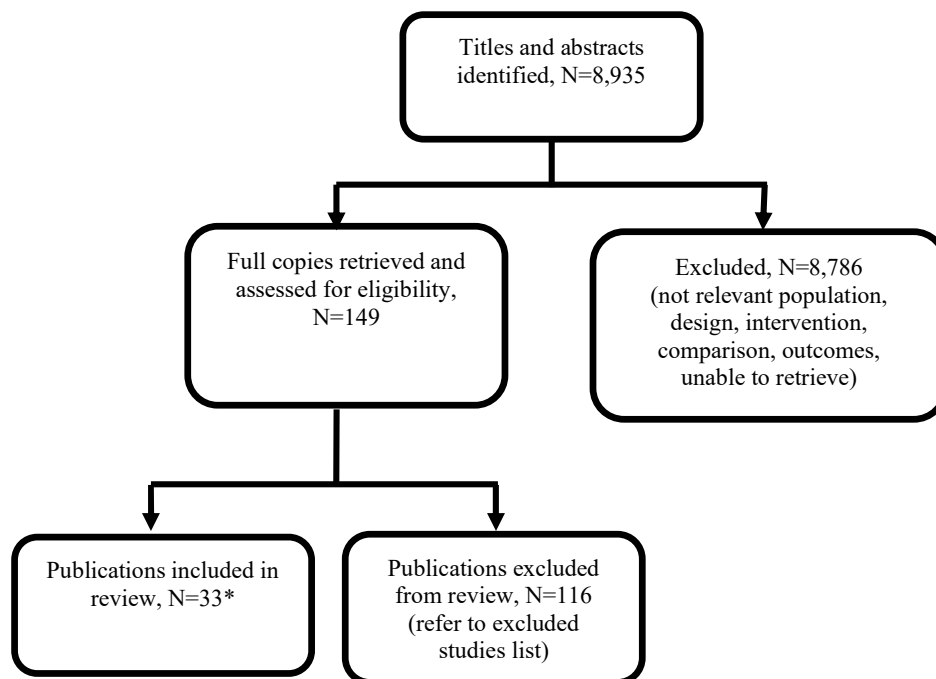 Titles and abstracts
identified, N=8,935
Full copies retrieved and
assessed for eligibility,
N=149
Excluded, N=8,786
(not relevant population,
design, intervention,
comparison, outcomes,
unable to retrieve)
Publications included in
review, N=33*
Publications excluded
from review, N=116
(refer to excluded
studies list)